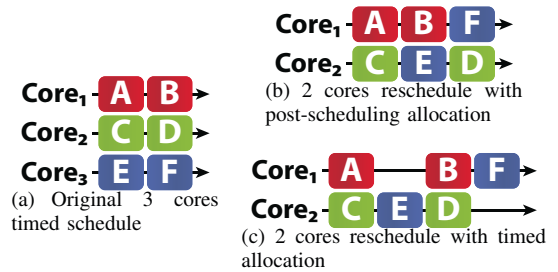 Core1 A B
Core2 C D
Core3 E F
(a) Original 3 cores
timed schedule
Core1 A B F
Core2 C E D
(b) 2 cores reschedule with
post-scheduling allocation
Core1 A B F
Core2 C E D
(c) 2 cores reschedule with timed
allocation